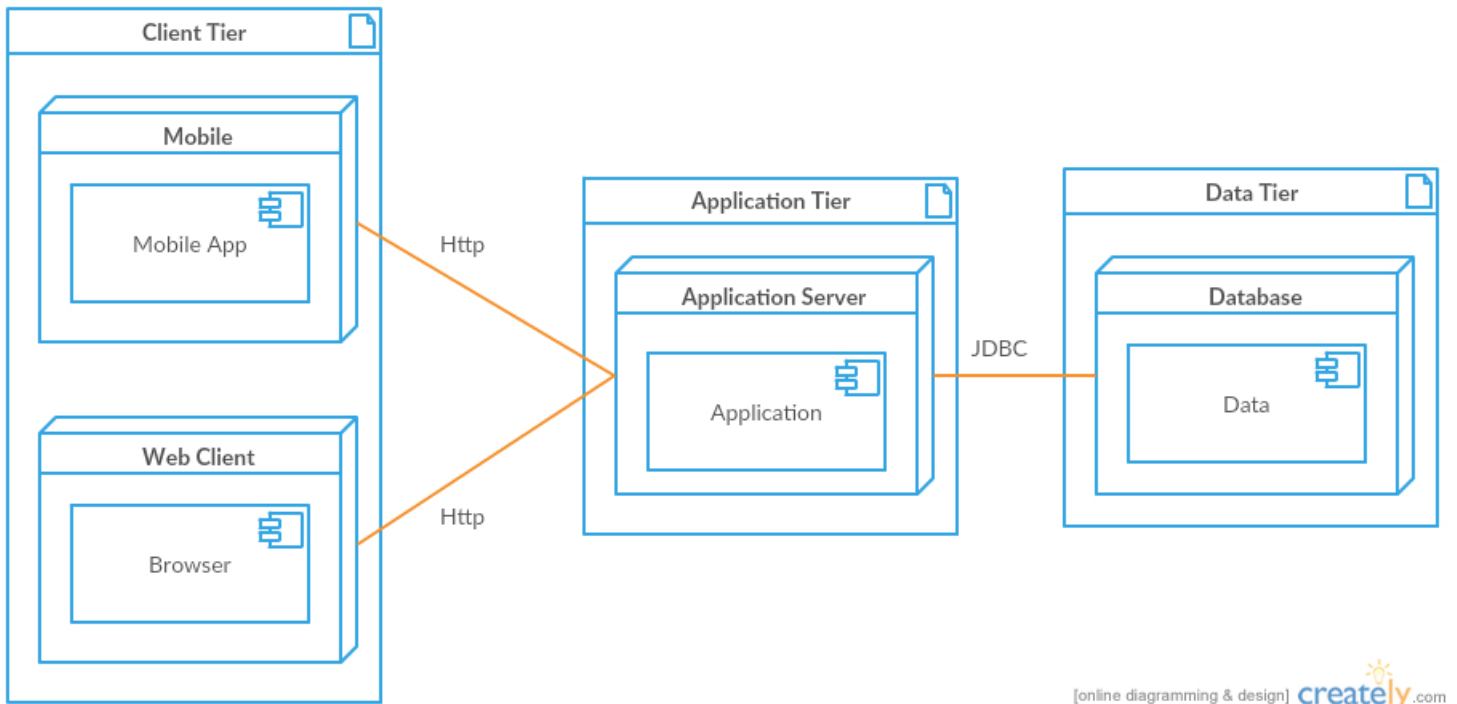 Client Tier
Mobile
Mobile App
Web Client
Browser
Http
Http
Application Tier
Application Server
Application
JDBC
Data Tier
Database
Data
[online diagramming & design] creately.com